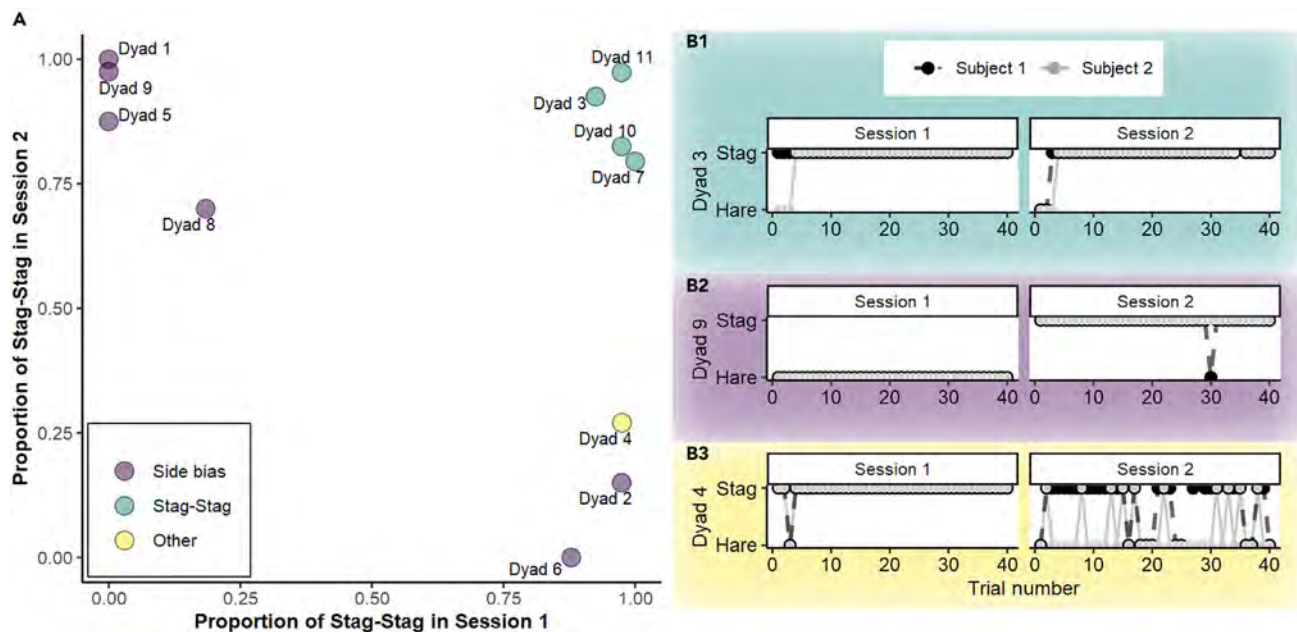 A
Proportion of Stag-Stag in Session 2
1.00
0.75
0.50
0.25
0.00
Dyad 1
Dyad 9
Dyad 5
Dyad 8
Dyad 11
Dyad 3
Dyad 10
Dyad 7
Dyad 4
Dyad 2
Dyad 6
Side bias
Stag-Stag
Other
0.00 0.25 0.50 0.75 1.00
Proportion of Stag-Stag in Session 1
B1
Subject 1 Subject 2
Session 1 Session 2
Dyad 3
Stag
Hare
0 10 20 30 40 0 10 20 30 40
B2
Session 1 Session 2
Dyad 9
Stag
Hare
0 10 20 30 40 0 10 20 30 40
B3
Session 1 Session 2
Dyad 4
Stag
Hare
0 10 20 30 40 0 10 20 30 40
Trial number